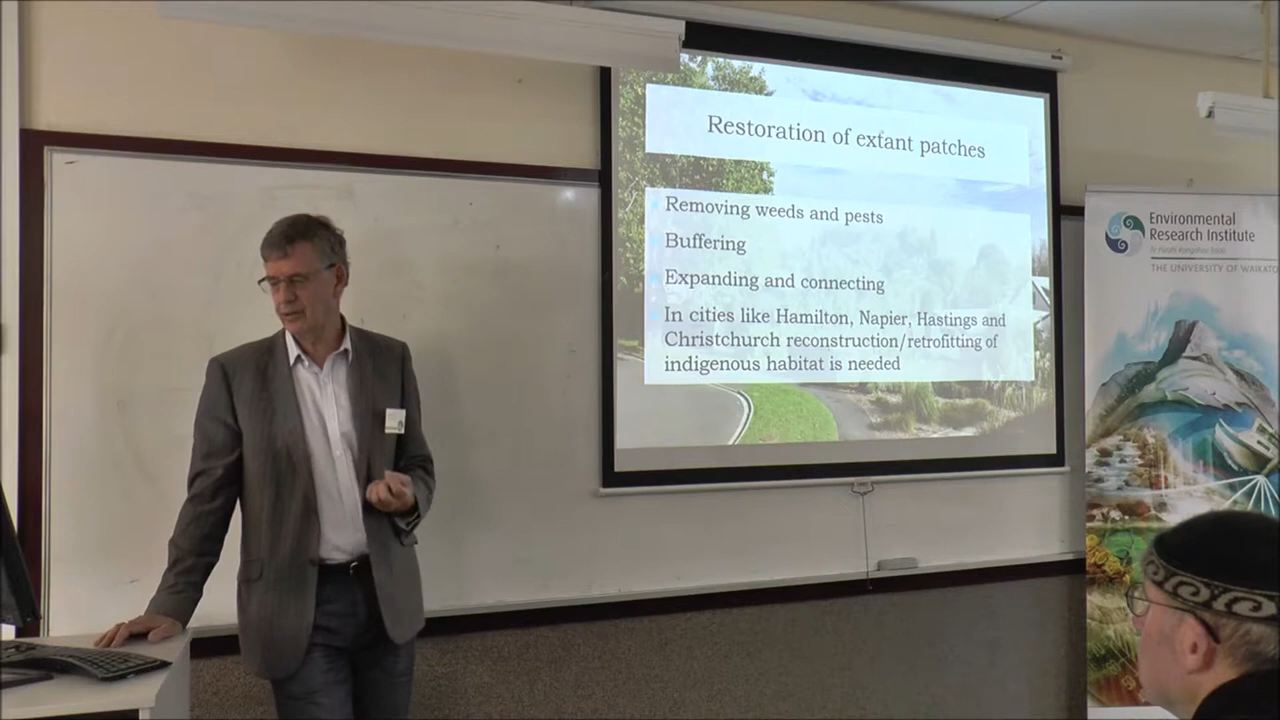 Restoration of extant patches
Removing weeds and pests
Buffering
Expanding and connecting
In cities like Hamilton, Napier, Hastings and
Christchurch reconstruction/retrofitting of
indigenous habitat is needed
Environmental
Research Institute
THE UNIVERSITY OF WAIKATO